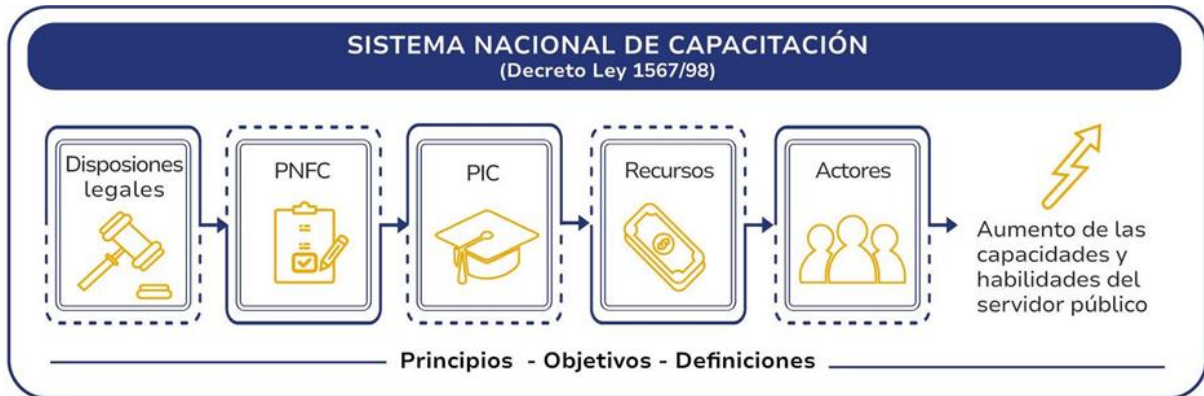 SISTEMA NACIONAL DE CAPACITACIÓN
(Decreto Ley 1567/98)
Disposiones
legales
PNFC
PIC
Recursos
Actores
Aumento de las
capacidades y
habilidades del
servidor público
Principios - Objetivos - Definiciones